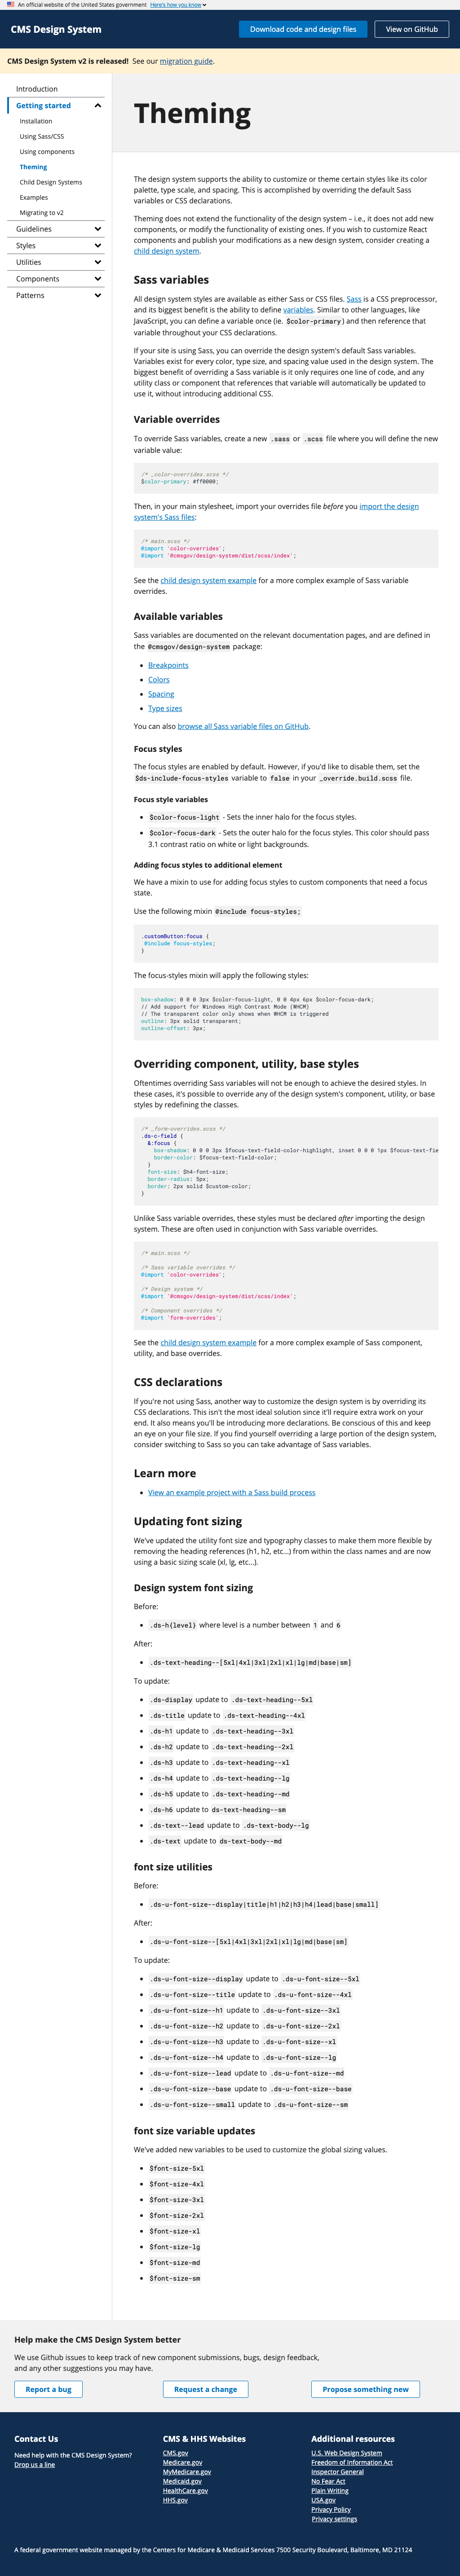 An official website of the United States government Here's how you know
CMS Design System
Download code and design files
View on GitHub
CMS Design System v2 is released! See our migration guide.
Introduction
Getting started
Installation
Using Sass/CSS
Using components
Theming
Child Design Systems
Examples
Migrating to v2
Guidelines
Styles
Utilities
Components
Patterns
Theming
The design system supports the ability to customize or theme certain styles like its color
palette, type scale, and spacing. This is accomplished by overriding the default Sass
variables or CSS declarations.
Theming does not extend the functionality of the design system – i.e., it does not add new
components, or modify the functionality of existing ones. If you wish to customize React
components and publish your modifications as a new design system, consider creating a
child design system.
Sass variables
All design system styles are available as either Sass or CSS files. Sass is a CSS preprocessor,
and its biggest benefit is the ability to define variables. Similar to other languages, like
JavaScript, you can define a variable once (ie. $color-primary) and then reference that
variable throughout your CSS declarations.
If your site is using Sass, you can override the design system's default Sass variables.
Variables exist for every color, type size, and spacing value used in the design system. The
biggest benefit of overriding a Sass variable is it only requires one line of code, and any
utility class or component that references that variable will automatically be updated to
use it, without introducing additional CSS.
Variable overrides
To override Sass variables, create a new .sass or .scss file where you will define the new
variable value:
/* _color-overrides.scss */
$color-primary: #ff0000;
Then, in your main stylesheet, import your overrides file before you import the design
system's Sass files:
/* main.scss */
@import 'color-overrides';
@import '@cmsgov/design-system/dist/scss/index';
See the child design system example for a more complex example of Sass variable
overrides.
Available variables
Sass variables are documented on the relevant documentation pages, and are defined in
the @cmsgov/design-system package:
• Breakpoints
• Colors
• Spacing
• Type sizes
You can also browse all Sass variable files on GitHub.
Focus styles
The focus styles are enabled by default. However, if you'd like to disable them, set the
$ds-include-focus-styles variable to false in your _override.build.scss file.
Focus style variables
• $color-focus-light - Sets the inner halo for the focus styles.
• $color-focus-dark - Sets the outer halo for the focus styles. This color should pass
3.1 contrast ratio on white or light backgrounds.
Adding focus styles to additional element
We have a mixin to use for adding focus styles to custom components that need a focus
state.
Use the following mixin @include focus-styles;
.customButton:focus {
@include focus-styles;
}
The focus-styles mixin will apply the following styles:
box-shadow: 0 0 0 3px $color-focus-light, 0 0 4px 6px $color-focus-dark;
// Add support for Windows High Contrast Mode (WHCM)
// The transparent color only shows when WHCM is triggered
outline: 3px solid transparent;
outline-offset: 3px;
Overriding component, utility, base styles
Oftentimes overriding Sass variables will not be enough to achieve the desired styles. In
these cases, it's possible to override any of the design system's component, utility, or base
styles by redefining the classes.
/* _form-overrides.scss */
.ds-c-field {
&:focus {
box-shadow: 0 0 0 3px $focus-text-field-color-highlight, inset 0 0 0 1px $focus-text-fie
border-color: $focus-text-field-color;
}
font-size: $h4-font-size;
border-radius: 5px;
border: 2px solid $custom-color;
}
Unlike Sass variable overrides, these styles must be declared after importing the design
system. These are often used in conjunction with Sass variable overrides.
/* main.scss */
/* Sass variable overrides */
@import 'color-overrides';
/* Design system */
@import '@cmsgov/design-system/dist/scss/index';
/* Component overrides */
@import 'form-overrides';
See the child design system example for a more complex example of Sass component,
utility, and base overrides.
CSS declarations
If you're not using Sass, another way to customize the design system is by overriding its
CSS declarations. This isn't the most ideal solution since it'll require extra work on your
end. It also means you'll be introducing more declarations. Be conscious of this and keep
an eye on your file size. If you find yourself overriding a large portion of the design system,
consider switching to Sass so you can take advantage of Sass variables.
Learn more
• View an example project with a Sass build process
Updating font sizing
We've updated the utility font size and typography classes to make them more flexible by
removing the heading references (h1, h2, etc...) from within the class names and are now
using a basic sizing scale (xl, lg, etc...).
Design system font sizing
Before:
• .ds-h{level} where level is a number between 1 and 6
After:
• .ds-text-heading--[5xl|4xl|3xl|2xl|xl|lg|md|base|sm]
To update:
• .ds-display update to .ds-text-heading--5xl
• .ds-title update to .ds-text-heading--4xl
• .ds-h1 update to .ds-text-heading--3xl
• .ds-h2 update to .ds-text-heading--2xl
• .ds-h3 update to .ds-text-heading--xl
• .ds-h4 update to .ds-text-heading--lg
• .ds-h5 update to .ds-text-heading--md
• .ds-h6 update to ds-text-heading--sm
• .ds-text--lead update to .ds-text-body--lg
• .ds-text update to ds-text-body--md
font size utilities
Before:
• .ds-u-font-size--display|title|h1|h2|h3|h4|lead|base|small]
After:
• .ds-u-font-size--[5xl|4xl|3xl|2xl|xl|lg|md|base|sm]
To update:
• .ds-u-font-size--display update to .ds-u-font-size--5xl
• .ds-u-font-size--title update to .ds-u-font-size--4xl
• .ds-u-font-size--h1 update to .ds-u-font-size--3xl
• .ds-u-font-size--h2 update to .ds-u-font-size--2xl
• .ds-u-font-size--h3 update to .ds-u-font-size--xl
• .ds-u-font-size--h4 update to .ds-u-font-size--lg
• .ds-u-font-size--lead update to .ds-u-font-size--md
• .ds-u-font-size--base update to .ds-u-font-size--base
• .ds-u-font-size--small update to .ds-u-font-size--sm
font size variable updates
We've added new variables to be used to customize the global sizing values.
• $font-size-5xl
• $font-size-4xl
• $font-size-3xl
• $font-size-2xl
• $font-size-xl
• $font-size-lg
• $font-size-md
• $font-size-sm
Help make the CMS Design System better
We use Github issues to keep track of new component submissions, bugs, design feedback,
and any other suggestions you may have.
Report a bug
Request a change
Propose something new
Contact Us
Need help with the CMS Design System?
Drop us a line
CMS & HHS Websites
CMS.gov
Medicare.gov
MyMedicare.gov
Medicaid.gov
HealthCare.gov
HHS.gov
Additional resources
U.S. Web Design System
Freedom of Information Act
Inspector General
No Fear Act
Plain Writing
USA.gov
Privacy Policy
Privacy settings
A federal government website managed by the Centers for Medicare & Medicaid Services 7500 Security Boulevard, Baltimore, MD 21124